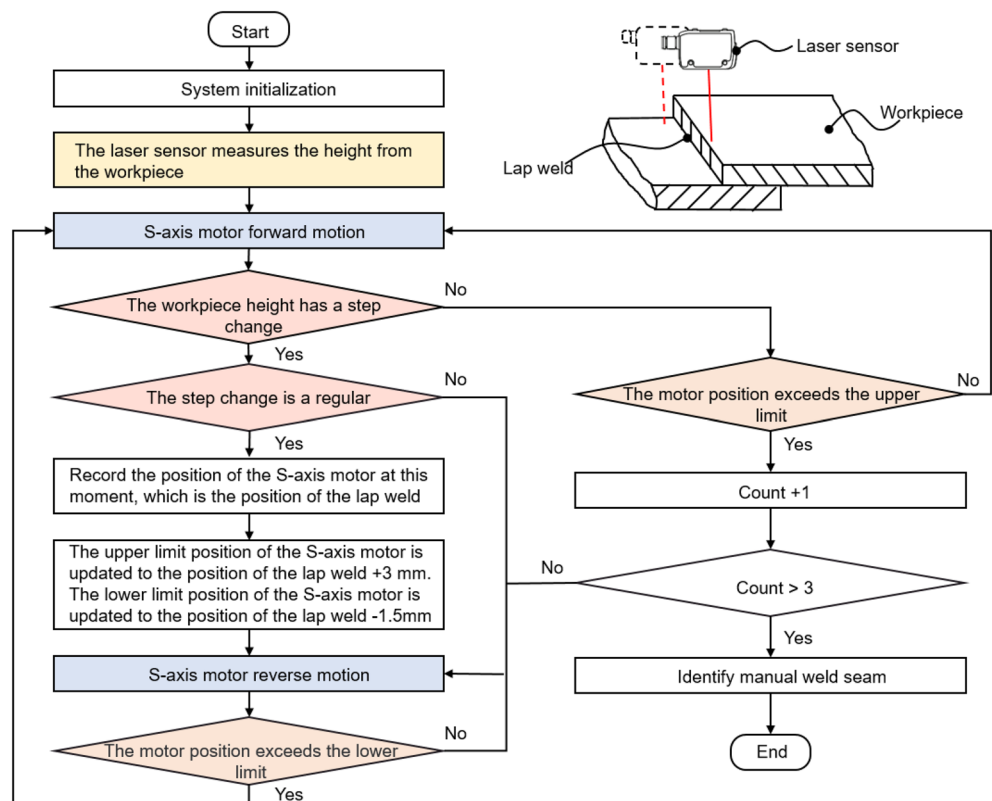 Start
System initialization
The laser sensor measures the height from
the workpiece
S-axis motor forward motion
The workpiece height has a step
change
No
Yes
The step change is a regular
No
Yes
Record the position of the S-axis motor at this
moment, which is the position of the lap weld
The upper limit position of the S-axis motor is
updated to the position of the lap weld +3 mm.
The lower limit position of the S-axis motor is
updated to the position of the lap weld -1.5mm
S-axis motor reverse motion
The motor position exceeds the lower
limit
No
Yes
Laser sensor
Workpiece
Lap weld
The motor position exceeds the upper
limit
No
Yes
Count +1
Count > 3
No
Yes
Identify manual weld seam
End